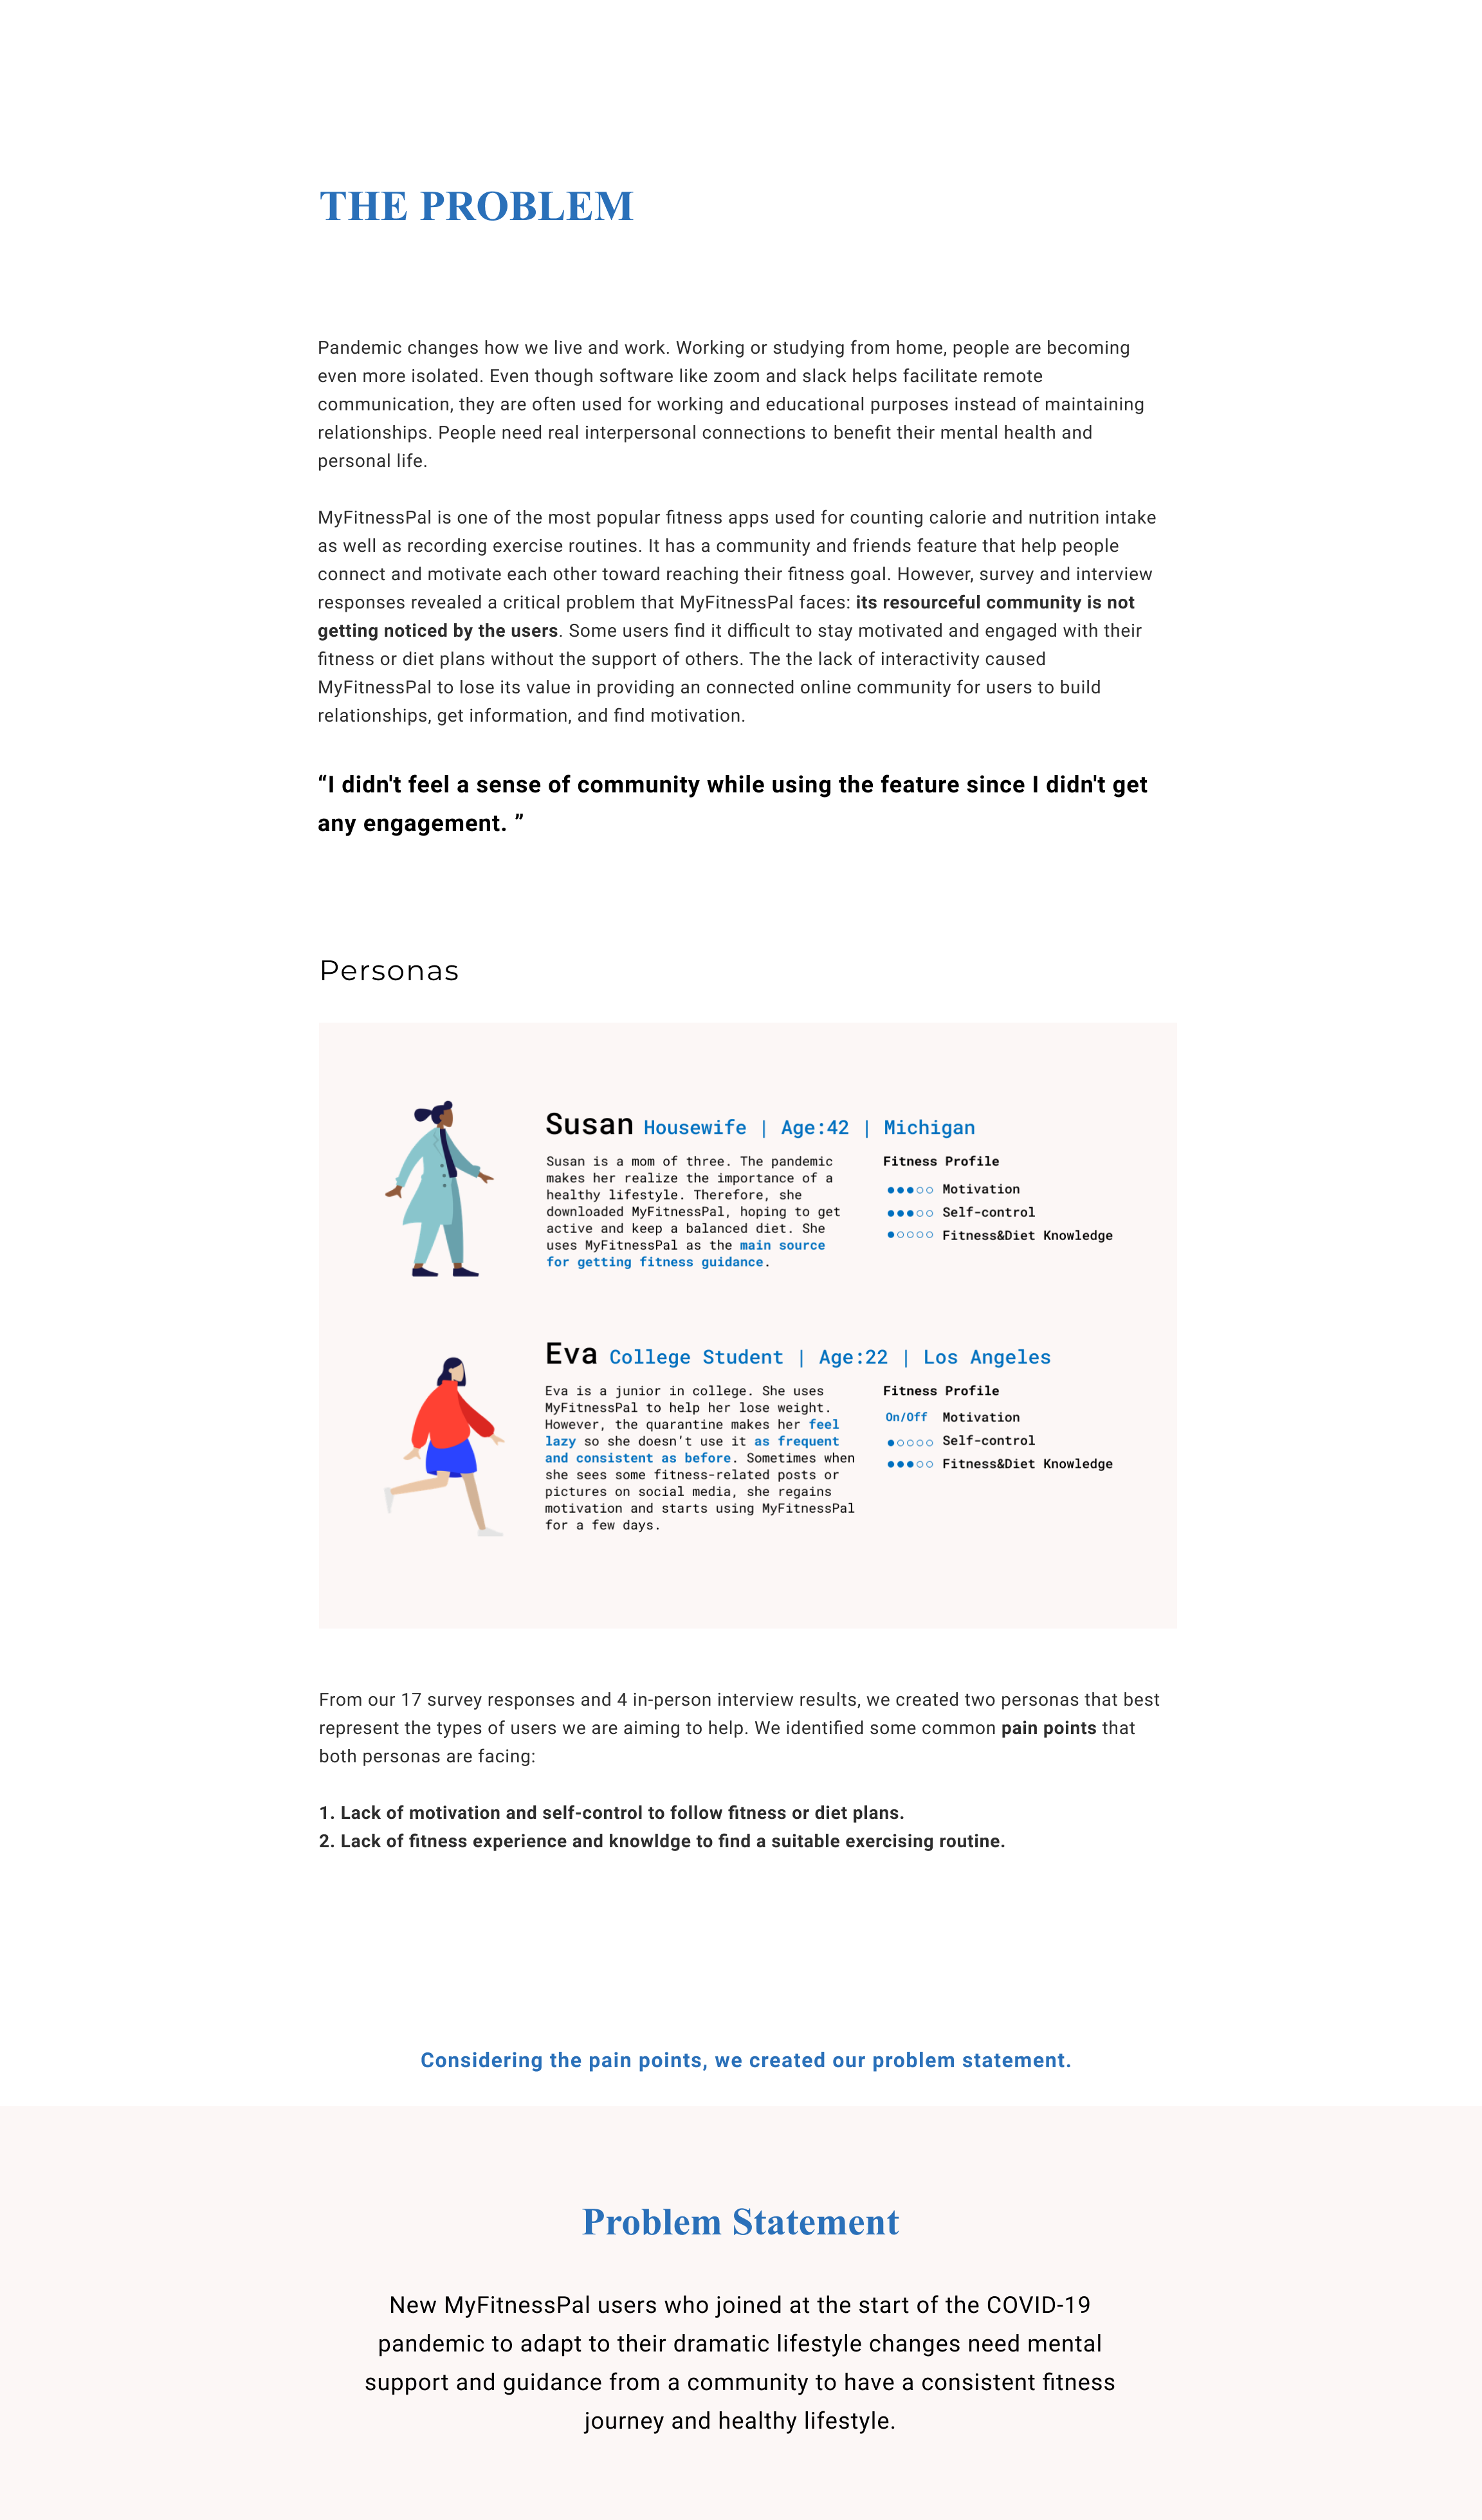 THE PROBLEM
Pandemic changes how we live and work. Working or studying from home, people are becoming
even more isolated. Even though software like zoom and slack helps facilitate remote
communication, they are often used for working and educational purposes instead of maintaining
relationships. People need real interpersonal connections to benefit their mental health and
personal life.
MyFitnessPal is one of the most popular fitness apps used for counting calorie and nutrition intake
as well as recording exercise routines. It has a community and friends feature that help people
connect and motivate each other toward reaching their fitness goal. However, survey and interview
responses revealed a critical problem that MyFitnessPal faces: its resourceful community is not
getting noticed by the users. Some users find it difficult to stay motivated and engaged with their
fitness or diet plans without the support of others. The the lack of interactivity caused
MyFitnessPal to lose its value in providing an connected online community for users to build
relationships, get information, and find motivation.
“I didn't feel a sense of community while using the feature since I didn't get
any engagement. ”
Personas
Susan Housewife | Age:42 | Michigan
Susan is a mom of three. The pandemic
makes her realize the importance of a
healthy lifestyle. Therefore, she
downloaded MyFitnessPal, hoping to get
active and keep a balanced diet. She
uses MyFitnessPal as the main source
for getting fitness guidance.
Fitness Profile
Motivation
Self-control
Fitness&Diet Knowledge
Eva College Student | Age:22 | Los Angeles
Eva is a junior in college. She uses
MyFitnessPal to help her lose weight.
However, the quarantine makes her feel
lazy so she doesn’t use it as frequent
and consistent as before. Sometimes when
she sees some fitness-related posts or
pictures on social media, she regains
motivation and starts using MyFitnessPal
for a few days.
Fitness Profile
On/Off Motivation
Self-control
Fitness&Diet Knowledge
From our 17 survey responses and 4 in-person interview results, we created two personas that best
represent the types of users we are aiming to help. We identified some common pain points that
both personas are facing:
1. Lack of motivation and self-control to follow fitness or diet plans.
2. Lack of fitness experience and knowldge to find a suitable exercising routine.
Considering the pain points, we created our problem statement.
Problem Statement
New MyFitnessPal users who joined at the start of the COVID-19
pandemic to adapt to their dramatic lifestyle changes need mental
support and guidance from a community to have a consistent fitness
journey and healthy lifestyle.